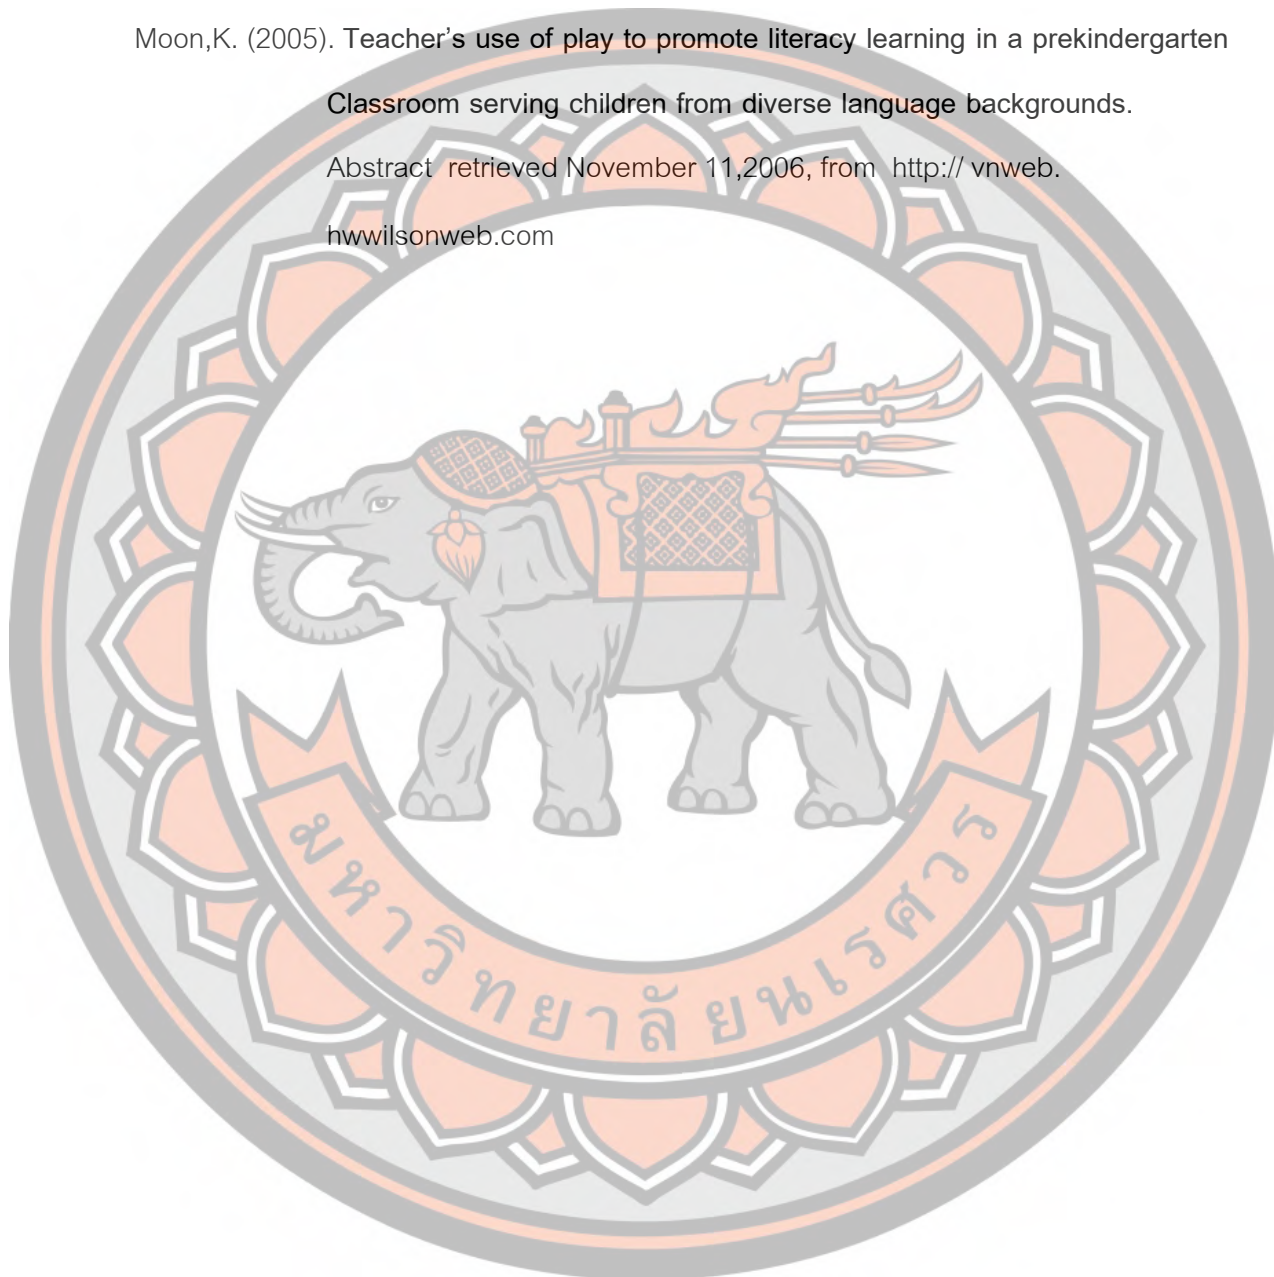 Moon,K. (2005). Teacher’s use of play to promote literacy learning in a prekindergarten
Classroom serving children from diverse language backgrounds.
Abstract  retrieved November 11,2006, from  http:// vnweb.
hwwilsonweb.com
มหาวิทยาลัยนเรศวร